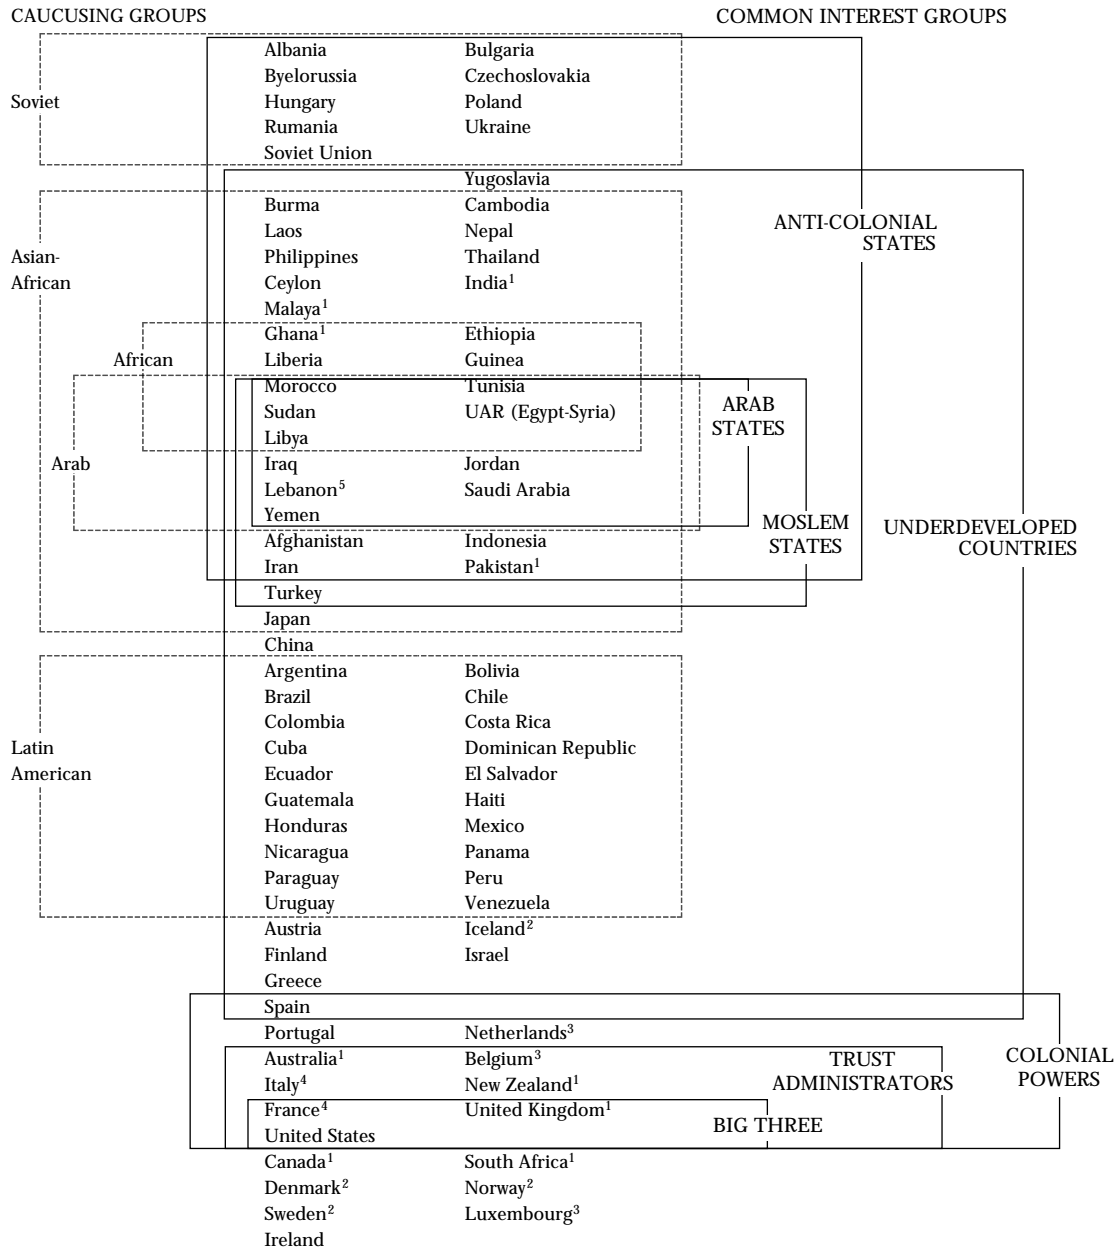 CAUCUSING GROUPS COMMON INTEREST GROUPS
Albania Bulgaria
Byelorussia Czechoslovakia
Soviet Hungary Poland
Rumania Ukraine
Soviet Union
Yugoslavia
Burma Cambodia
Laos Nepal ANTI-COLONIAL
STATES
Asian- Philippines Thailand
African Ceylon India¹
Malaya¹
Ghana¹ Ethiopia
African Liberia Guinea
Morocco Tunisia
Sudan UAR (Egypt-Syria) ARAB
STATES
Libya
Arab Iraq Jordan
Lebanon⁵ Saudi Arabia
Yemen
MOSLEM UNDERDEVELOPED
Afghanistan Indonesia STATES COUNTRIES
Iran Pakistan¹
Turkey
Japan
China
Argentina Bolivia
Brazil Chile
Colombia Costa Rica
Latin Cuba Dominican Republic
American Ecuador El Salvador
Guatemala Haiti
Honduras Mexico
Nicaragua Panama
Paraguay Peru
Uruguay Venezuela
Austria Iceland²
Finland Israel
Greece
Spain
Portugal Netherlands³
Australia¹ Belgium³ TRUST COLONIAL
Italy⁴ New Zealand¹ ADMINISTRATORS POWERS
France⁴ United Kingdom¹
BIG THREE
United States
Canada¹ South Africa¹
Denmark² Norway²
Sweden² Luxembourg³
Ireland